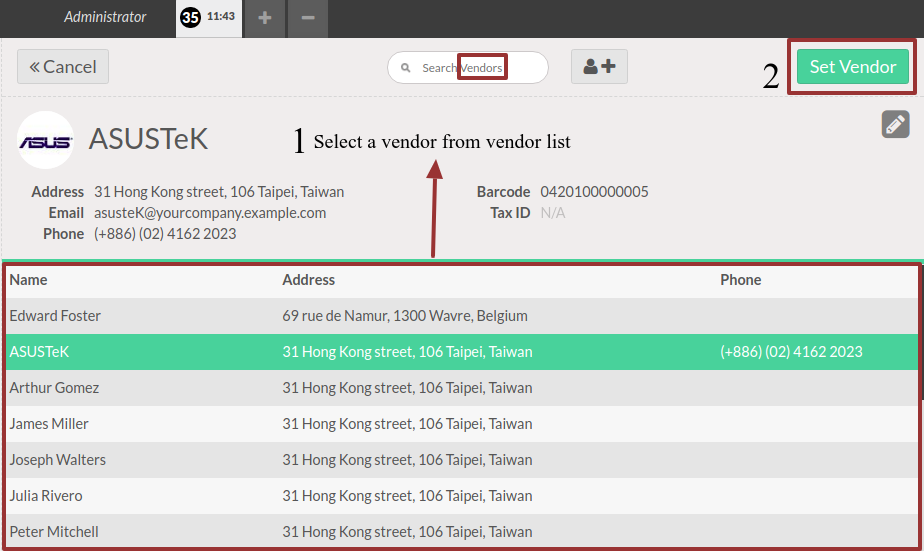 Administrator
35 11:43
+
−
« Cancel
Search Vendors
+
2
Set Vendor
ASUS
ASUSTeK
1 Select a vendor from vendor list
Address 31 Hong Kong street, 106 Taipei, Taiwan
Barcode 0420100000005
Email asusteK@yourcompany.example.com
Tax ID N/A
Phone (+886) (02) 4162 2023
Name Address Phone
Edward Foster 69 rue de Namur, 1300 Wavre, Belgium
ASUSTeK 31 Hong Kong street, 106 Taipei, Taiwan (+886) (02) 4162 2023
Arthur Gomez 31 Hong Kong street, 106 Taipei, Taiwan
James Miller 31 Hong Kong street, 106 Taipei, Taiwan
Joseph Walters 31 Hong Kong street, 106 Taipei, Taiwan
Julia Rivero 31 Hong Kong street, 106 Taipei, Taiwan
Peter Mitchell 31 Hong Kong street, 106 Taipei, Taiwan